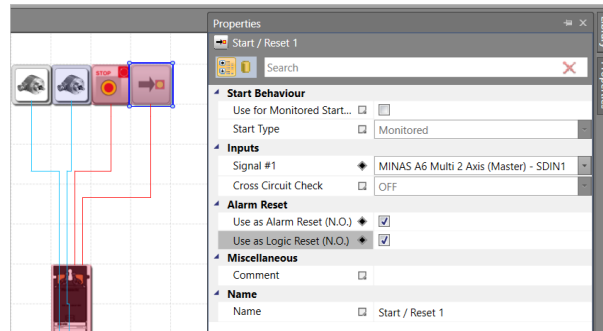 Properties
Start / Reset 1
Search
Start Behaviour
Use for Monitored Start...
Start Type Monitored
Inputs
Signal #1 MINAS A6 Multi 2 Axis (Master) - SDIN1
Cross Circuit Check OFF
Alarm Reset
Use as Alarm Reset (N.O.)
Use as Logic Reset (N.O.)
Miscellaneous
Comment
Name
Name Start / Reset 1
STOP